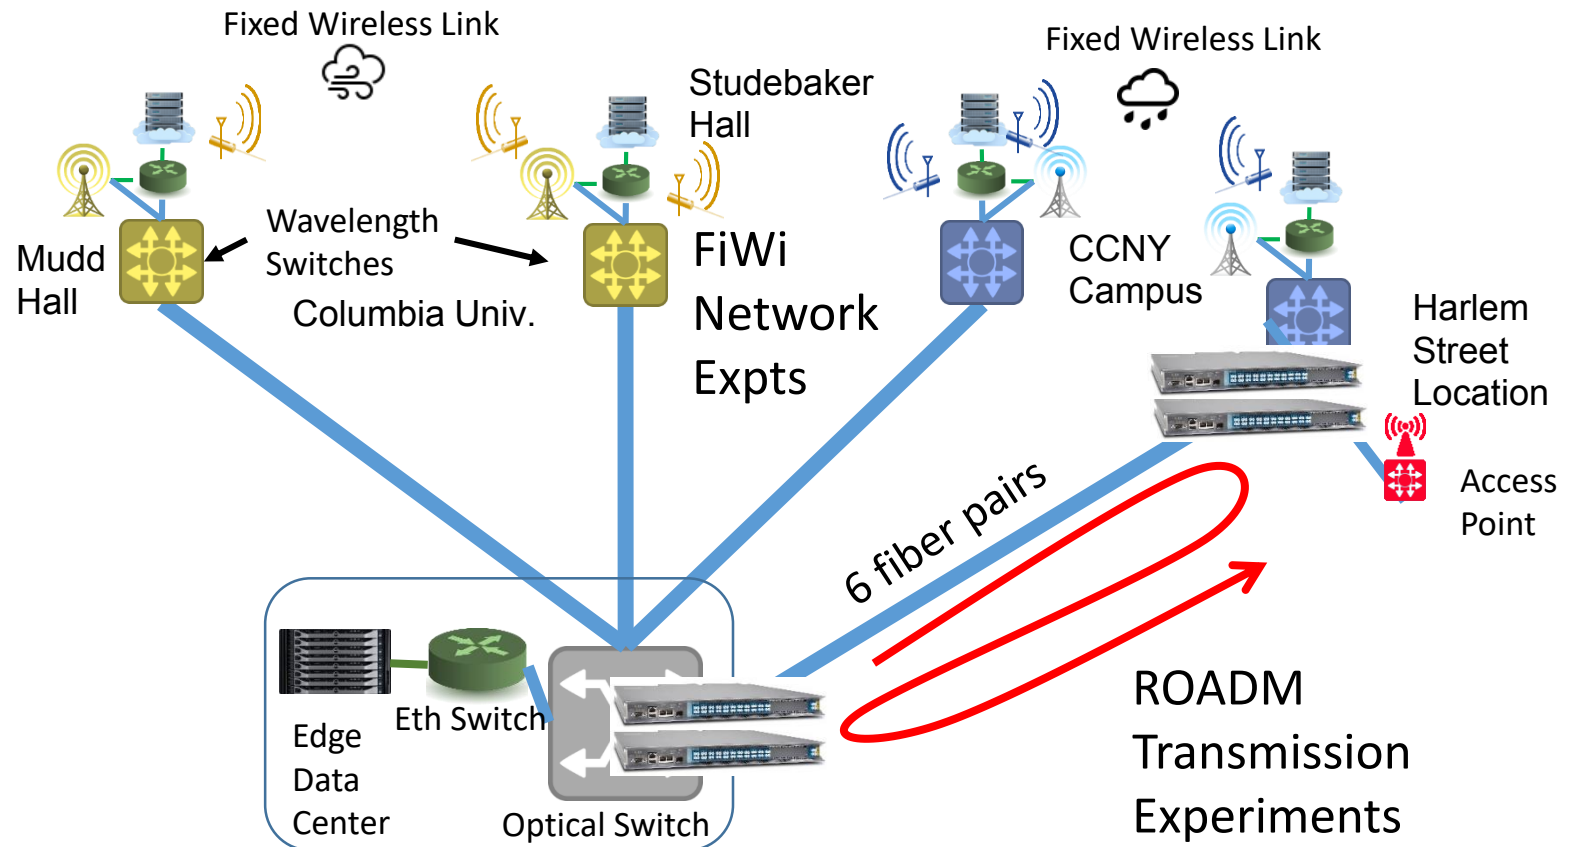 Fixed Wireless Link
Fixed Wireless Link
Studebaker
Hall
Mudd
Hall
Wavelength
Switches
Columbia Univ.
FiWi
Network
Expts
CCNY
Campus
Harlem
Street
Location
Access
Point
6 fiber pairs
Edge
Data
Center
Eth Switch
Optical Switch
ROADM
Transmission
Experiments